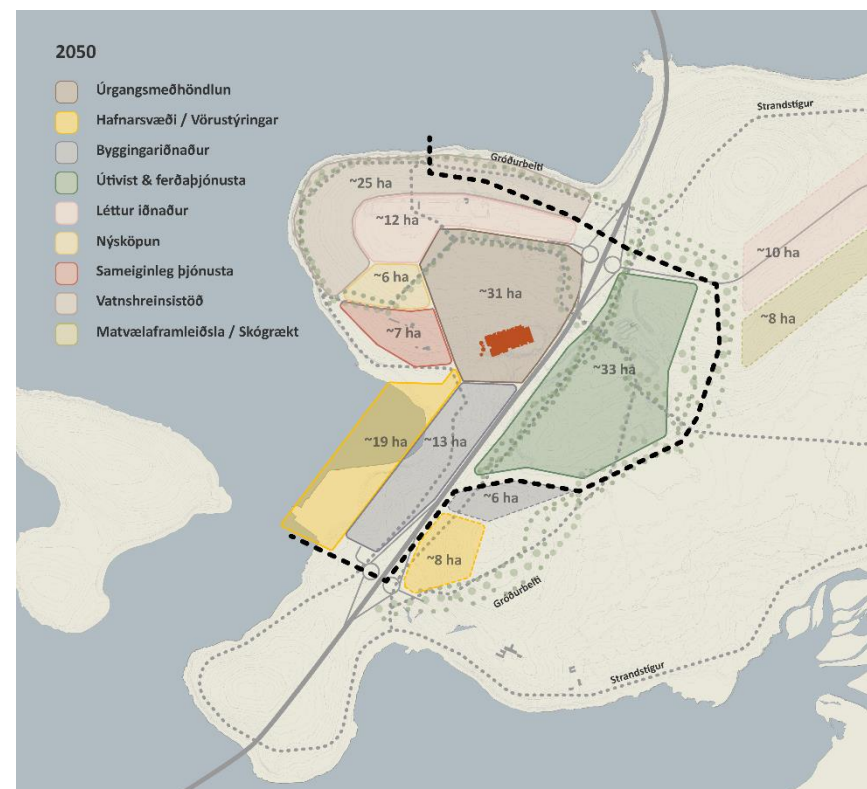 2050
Úrgangsmeðhöndlun
Hafnarsvæði / Vörustýringar
Byggingariðnaður
Útivist & ferðaþjónusta
Léttur iðnaður
Nýsköpun
Sameiginleg þjónusta
Vatnshreinsistöð
Matvælaframleiðsla / Skógrækt
Strandstígur
Gróðurbelti
~25 ha
~12 ha
~10 ha
~6 ha
~31 ha
~8 ha
~7 ha
~33 ha
~19 ha
~13 ha
~6 ha
~8 ha
Gróðurbelti
Strandstígur